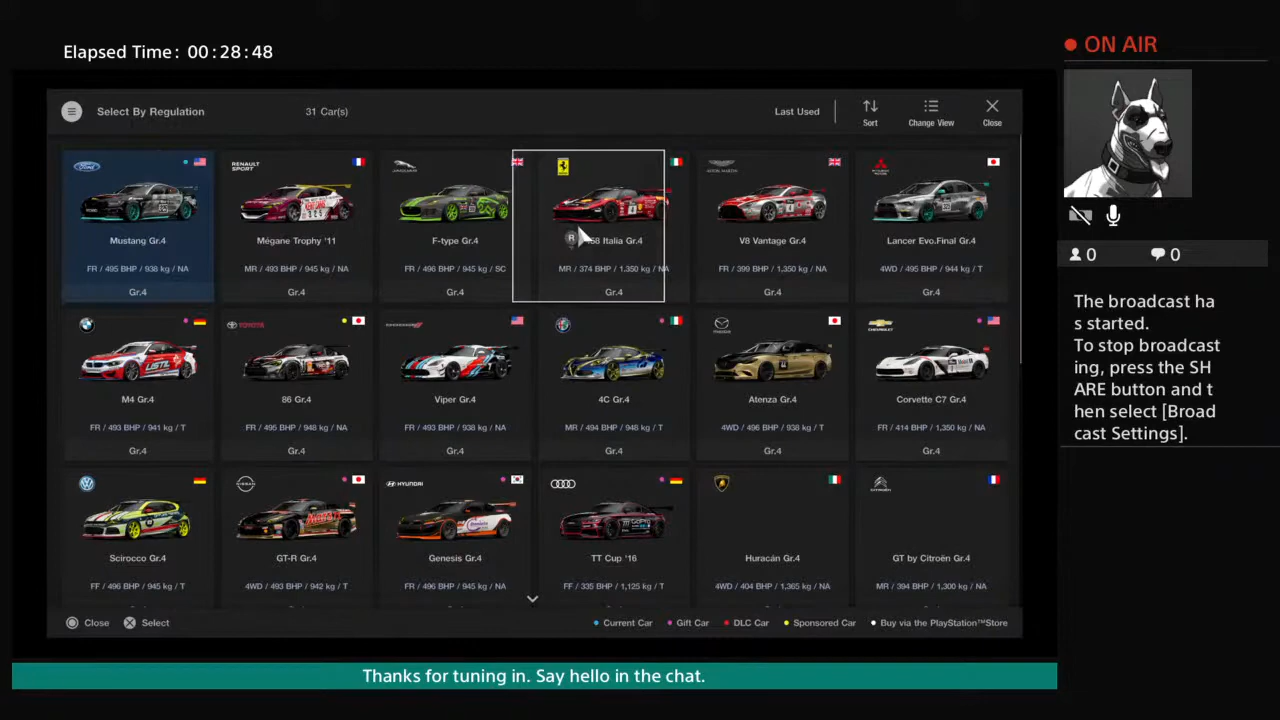 Elapsed Time: 00:28:48
ON AIR
Select By Regulation
31 Car(s)
Last Used
Sort
Change View
Close
Ford
RENAULT SPORT
JAGUAR
ASTON MARTIN
Mustang Gr.4
Mégane Trophy '11
F-type Gr.4
R
58 Italia Gr.4
V8 Vantage Gr.4
Lancer Evo.Final Gr.4
FR / 495 BHP / 938 kg / NA
MR / 493 BHP / 945 kg / NA
FR / 496 BHP / 945 kg / SC
MR / 374 BHP / 1,350 kg / NA
FR / 399 BHP / 1,350 kg / NA
4WD / 495 BHP / 944 kg / T
Gr.4
Gr.4
Gr.4
Gr.4
Gr.4
Gr.4
TOYOTA
CHEVROLET
M4 Gr.4
86 Gr.4
Viper Gr.4
4C Gr.4
Atenza Gr.4
Corvette C7 Gr.4
FR / 493 BHP / 941 kg / T
FR / 495 BHP / 948 kg / NA
FR / 493 BHP / 938 kg / NA
MR / 494 BHP / 948 kg / T
4WD / 496 BHP / 938 kg / T
FR / 414 BHP / 1,350 kg / NA
Gr.4
Gr.4
Gr.4
Gr.4
Gr.4
Gr.4
HYUNDAI
Scirocco Gr.4
GT-R Gr.4
Genesis Gr.4
TT Cup '16
Huracán Gr.4
GT by Citroën Gr.4
FF / 496 BHP / 945 kg / T
4WD / 493 BHP / 942 kg / T
FR / 496 BHP / 945 kg / NA
FF / 335 BHP / 1,125 kg / T
4WD / 404 BHP / 1,365 kg / NA
MR / 394 BHP / 1,300 kg / NA
Close
Select
Current Car
Gift Car
DLC Car
Sponsored Car
Buy via the PlayStation™Store
0
0
The broadcast ha
s started.
To stop broadcast
ing, press the SH
ARE button and t
hen select [Broad
cast Settings].
Thanks for tuning in. Say hello in the chat.